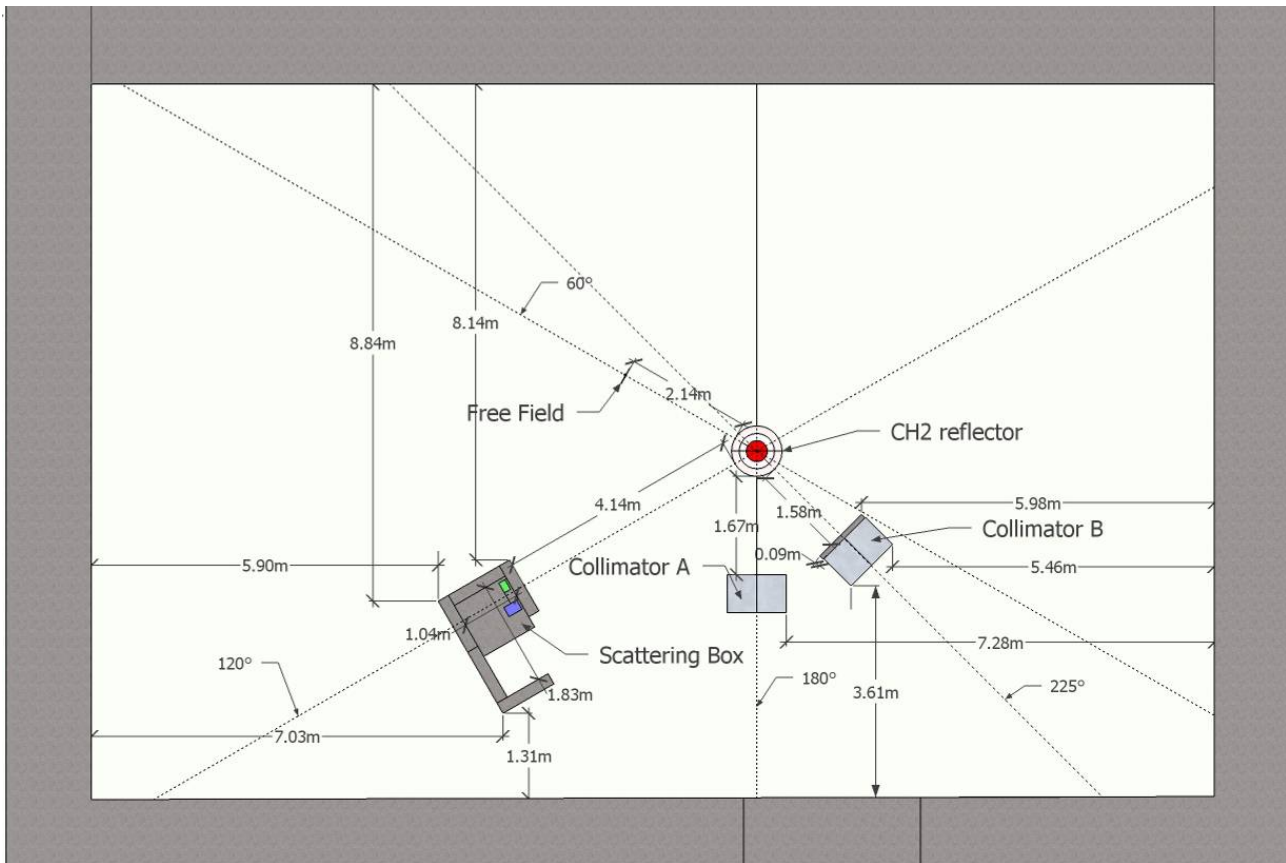 60°
8.14m
8.84m
2.14m
Free Field
CH2 reflector
4.14m
5.98m
1.67m
1.58m
Collimator B
0.09m
5.90m
Collimator A
5.46m
1.04m
Scattering Box
7.28m
120°
180°
225°
1.83m
3.61m
7.03m
1.31m